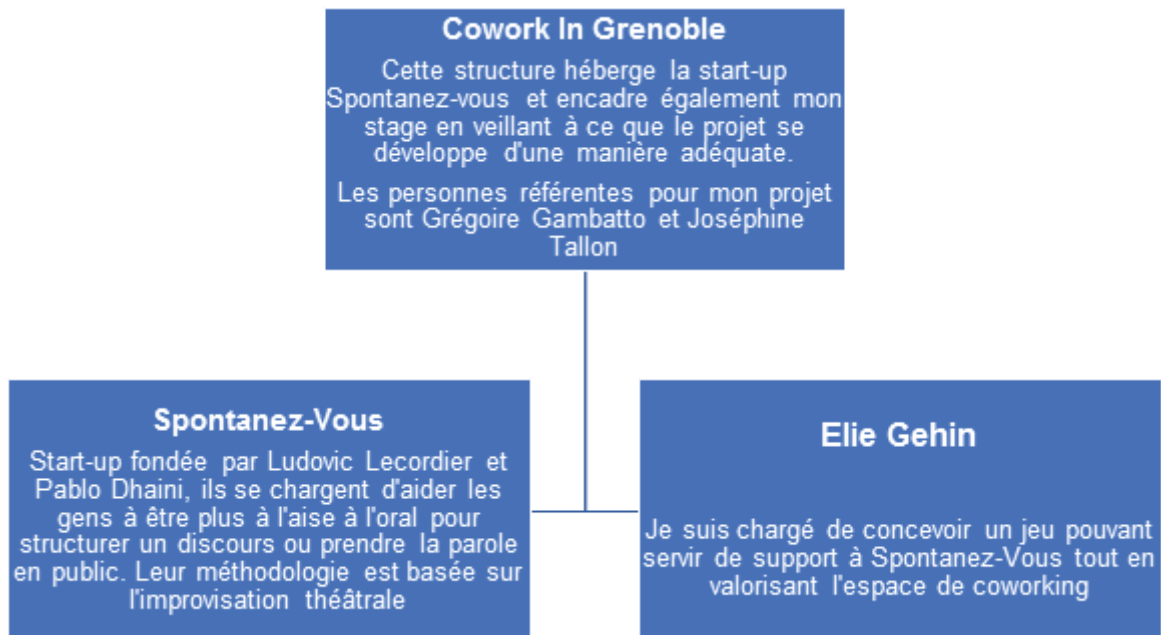 Cowork In Grenoble
Cette structure héberge la start-up
Spontanez-vous et encadre également mon
stage en veillant à ce que le projet se
développe d'une manière adéquate.
Les personnes référentes pour mon projet
sont Grégoire Gambatto et Joséphine
Tallon
Spontanez-Vous
Start-up fondée par Ludovic Lecordier et
Pablo Dhaini, ils se chargent d'aider les
gens à être plus à l'aise à l'oral pour
structurer un discours ou prendre la parole
en public. Leur méthodologie est basée sur
l'improvisation théâtrale
Elie Gehin
Je suis chargé de concevoir un jeu pouvant
servir de support à Spontanez-Vous tout en
valorisant l'espace de coworking